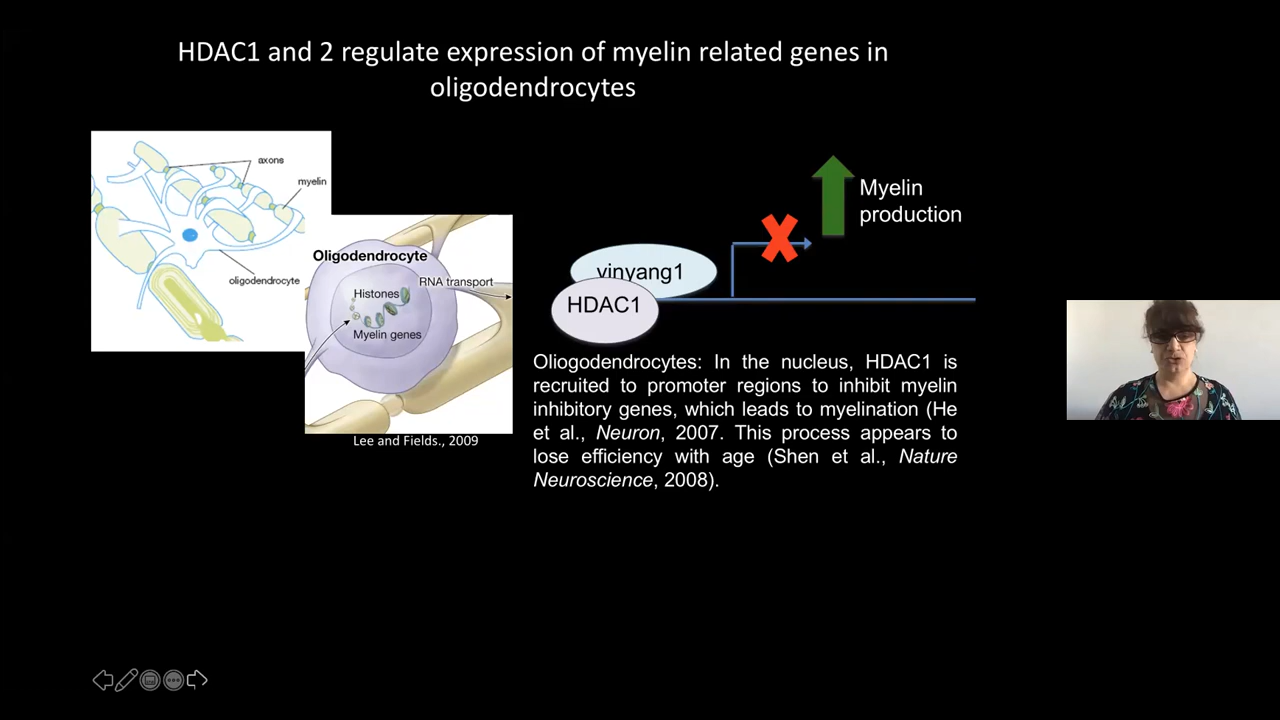 HDAC1 and 2 regulate expression of myelin related genes in
oligodendrocytes
axons
myelin
oligodendrocyte
Oligodendrocyte
Histones
RNA transport
Myelin genes
Lee and Fields., 2009
Myelin
production
yinyang1
HDAC1
Oliogodendrocytes: In the nucleus, HDAC1 is
recruited to promoter regions to inhibit myelin
inhibitory genes, which leads to myelination (He
et al., Neuron, 2007. This process appears to
lose efficiency with age (Shen et al., Nature
Neuroscience, 2008).